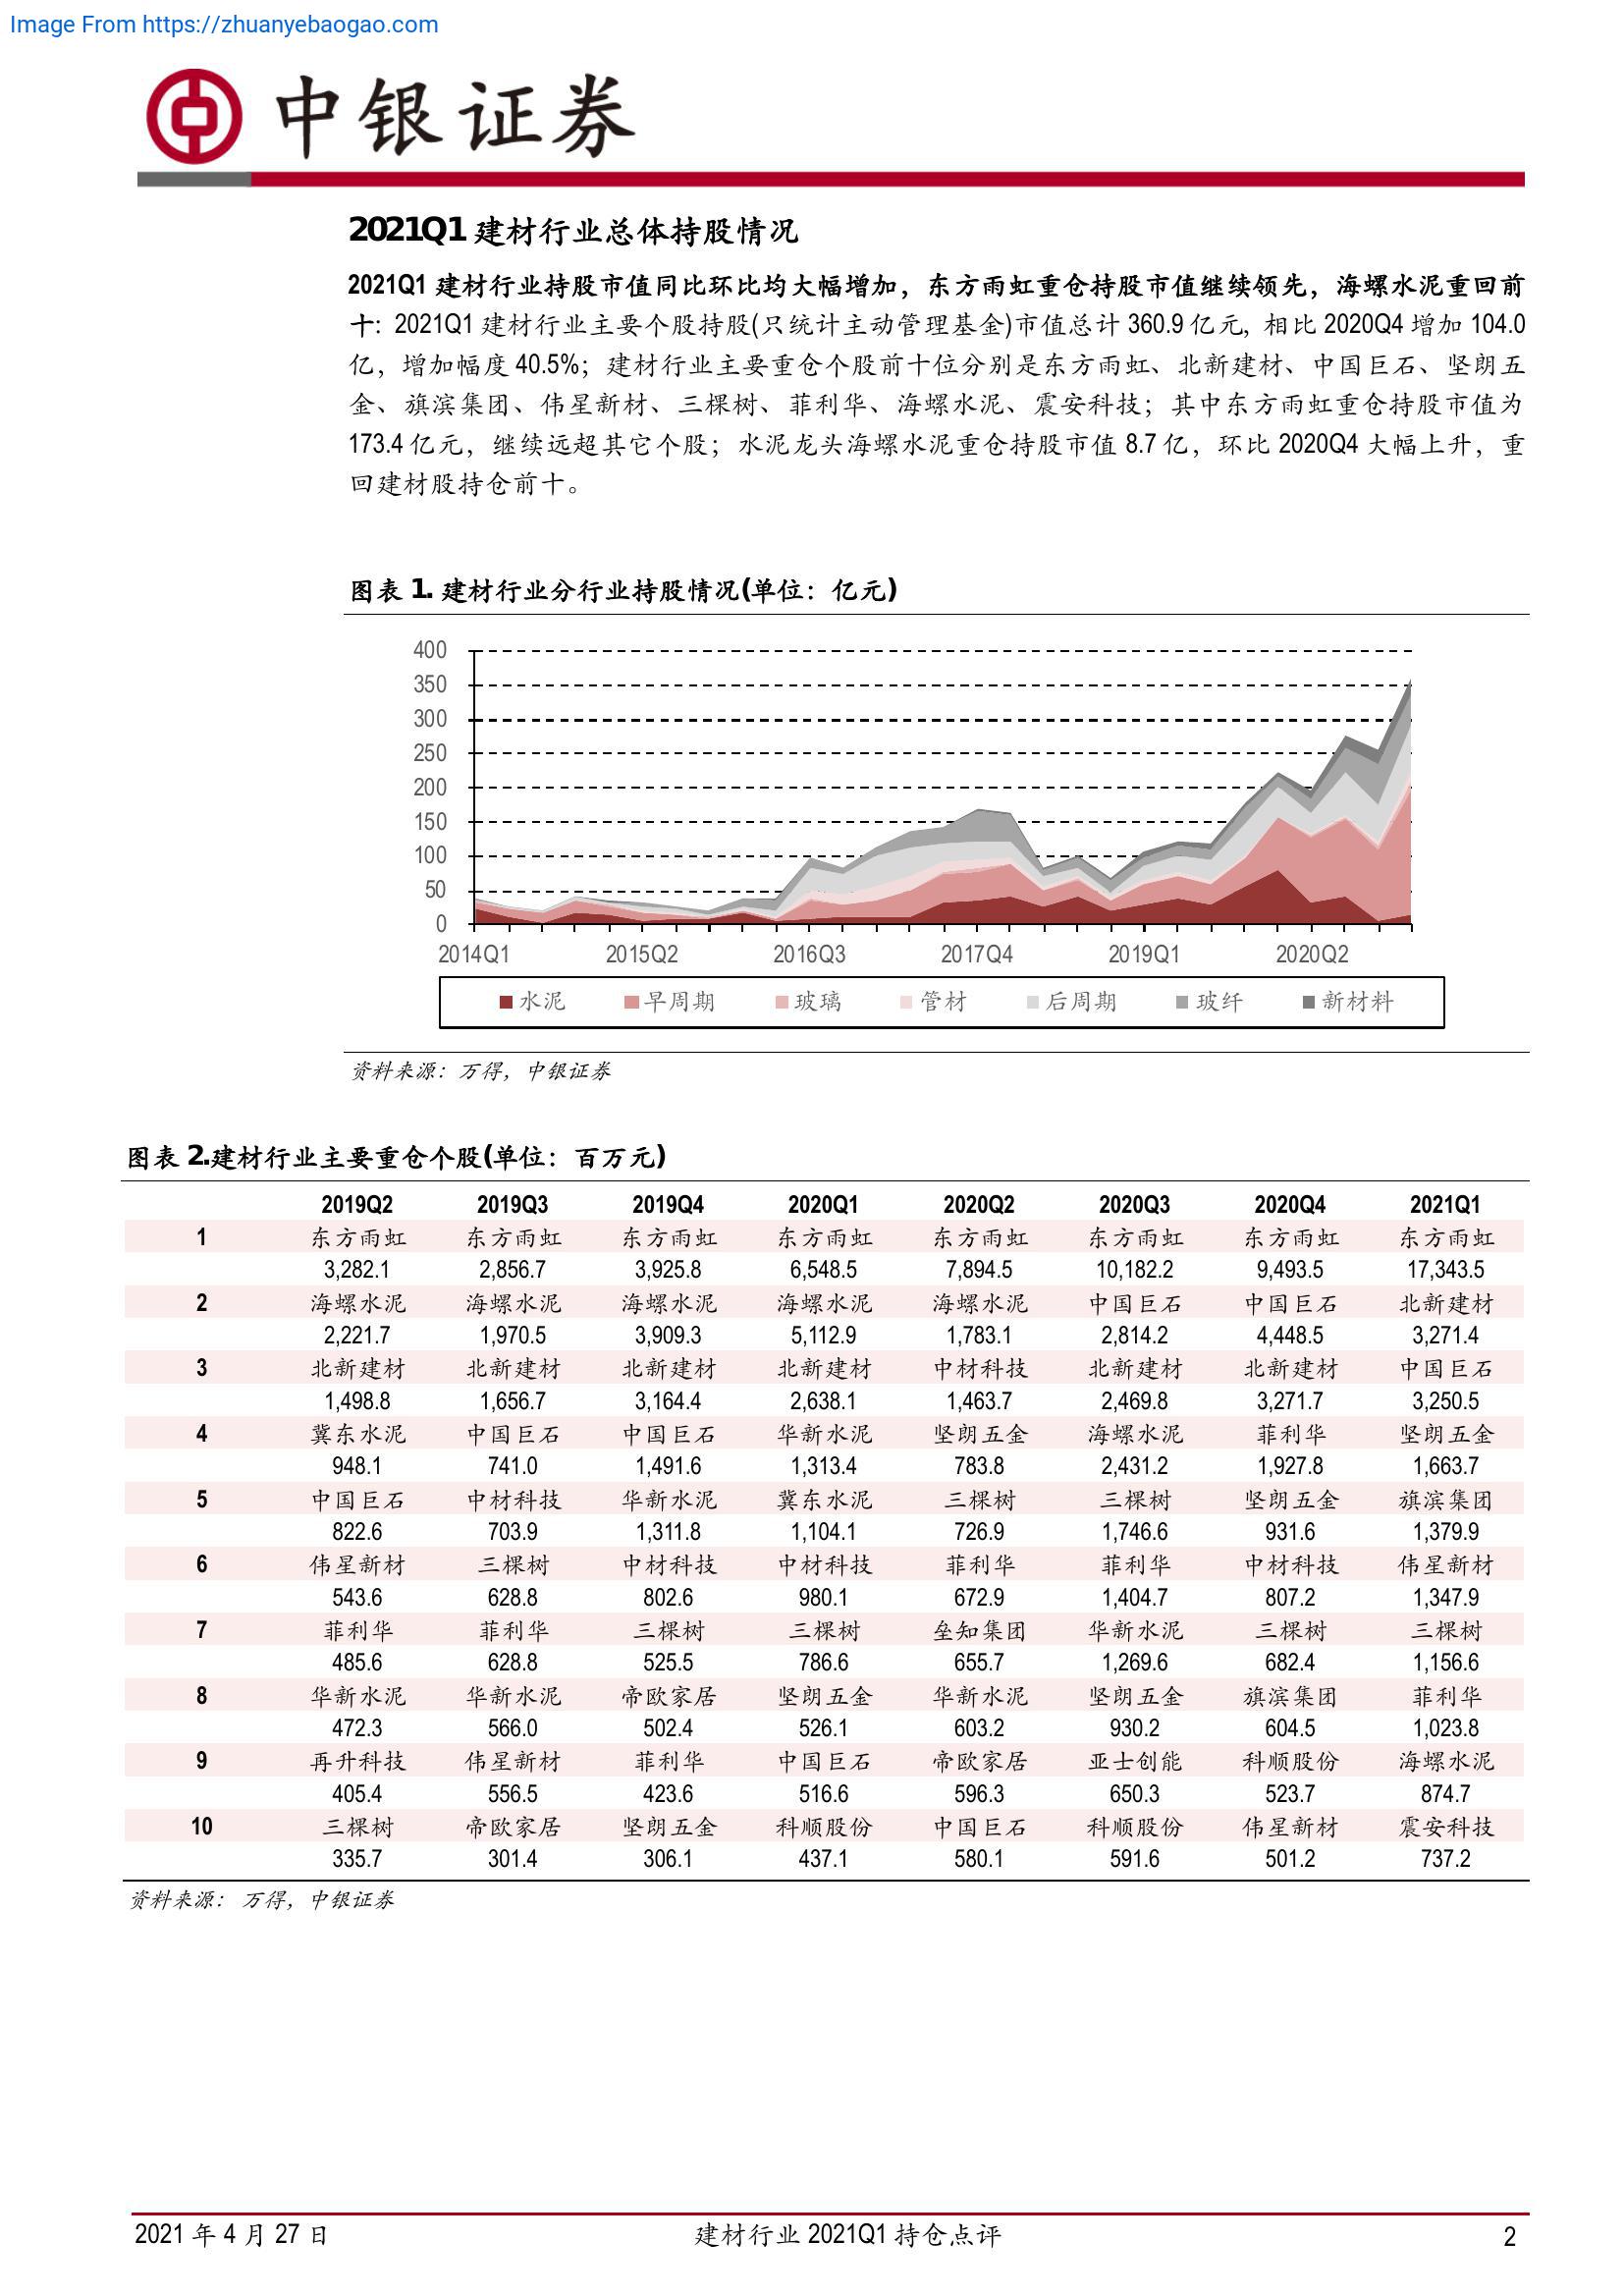 Image From https://zhuanyebaogao.com
中银证券
2021Q1 建材行业总体持股情况
2021Q1 建材行业持股市值同比环比均大幅增加，东方雨虹重仓持股市值继续领先，海螺水泥重回前
十：2021Q1 建材行业主要个股持股(只统计主动管理基金)市值总计 360.9 亿元, 相比 2020Q4 增加 104.0
亿，增加幅度 40.5%；建材行业主要重仓个股前十位分别是东方雨虹、北新建材、中国巨石、坚朗五
金、旗滨集团、伟星新材、三棵树、菲利华、海螺水泥、震安科技；其中东方雨虹重仓持股市值为
173.4 亿元，继续远超其它个股；水泥龙头海螺水泥重仓持股市值 8.7 亿，环比 2020Q4 大幅上升，重
回建材股持仓前十。
图表 1. 建材行业分行业持股情况(单位：亿元)
400
350
300
250
200
150
100
50
0
2014Q1 2015Q2 2016Q3 2017Q4 2019Q1 2020Q2
水泥 早周期 玻璃 管材 后周期 玻纤 新材料
资料来源：万得，中银证券
图表 2.建材行业主要重仓个股(单位：百万元)
2019Q2 2019Q3 2019Q4 2020Q1 2020Q2 2020Q3 2020Q4 2021Q1
1 东方雨虹 东方雨虹 东方雨虹 东方雨虹 东方雨虹 东方雨虹 东方雨虹 东方雨虹
3,282.1 2,856.7 3,925.8 6,548.5 7,894.5 10,182.2 9,493.5 17,343.5
2 海螺水泥 海螺水泥 海螺水泥 海螺水泥 海螺水泥 中国巨石 中国巨石 北新建材
2,221.7 1,970.5 3,909.3 5,112.9 1,783.1 2,814.2 4,448.5 3,271.4
3 北新建材 北新建材 北新建材 北新建材 中材科技 北新建材 北新建材 中国巨石
1,498.8 1,656.7 3,164.4 2,638.1 1,463.7 2,469.8 3,271.7 3,250.5
4 冀东水泥 中国巨石 中国巨石 华新水泥 坚朗五金 海螺水泥 菲利华 坚朗五金
948.1 741.0 1,491.6 1,313.4 783.8 2,431.2 1,927.8 1,663.7
5 中国巨石 中材科技 华新水泥 冀东水泥 三棵树 三棵树 坚朗五金 旗滨集团
822.6 703.9 1,311.8 1,104.1 726.9 1,746.6 931.6 1,379.9
6 伟星新材 三棵树 中材科技 中材科技 菲利华 菲利华 中材科技 伟星新材
543.6 628.8 802.6 980.1 672.9 1,404.7 807.2 1,347.9
7 菲利华 菲利华 三棵树 三棵树 垒知集团 华新水泥 三棵树 三棵树
485.6 628.8 525.5 786.6 655.7 1,269.6 682.4 1,156.6
8 华新水泥 华新水泥 帝欧家居 坚朗五金 华新水泥 坚朗五金 旗滨集团 菲利华
472.3 566.0 502.4 526.1 603.2 930.2 604.5 1,023.8
9 再升科技 伟星新材 菲利华 中国巨石 帝欧家居 亚士创能 科顺股份 海螺水泥
405.4 556.5 423.6 516.6 596.3 650.3 523.7 874.7
10 三棵树 帝欧家居 坚朗五金 科顺股份 中国巨石 科顺股份 伟星新材 震安科技
335.7 301.4 306.1 437.1 580.1 591.6 501.2 737.2
资料来源：万得，中银证券
2021 年 4 月 27 日 建材行业 2021Q1 持仓点评 2